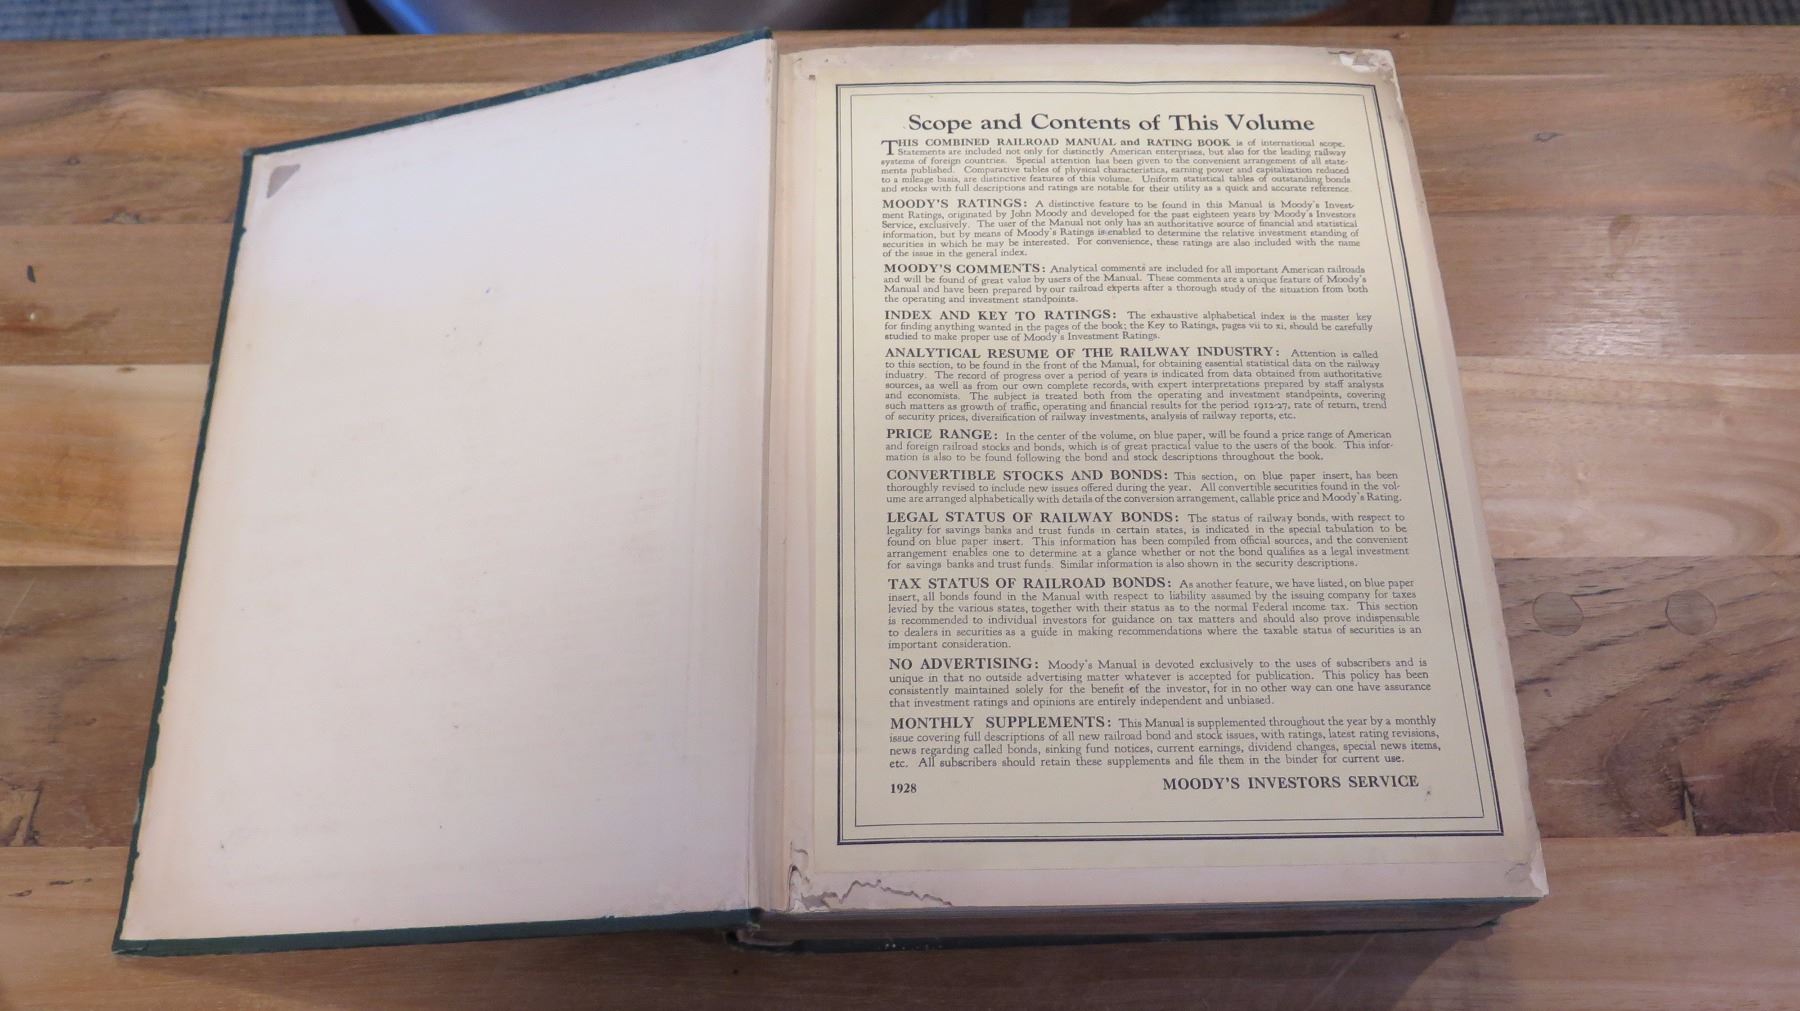 Scope and Contents of This Volume
THIS COMBINED RAILROAD MANUAL and RATING BOOK is of international scope.
Statements are included not only for distinctly American enterprises, but also for the leading railway
systems of foreign countries. Special attention has been given to the convenient arrangement of all state-
ments published. Comparative tables of physical characteristics, earning power and capitalization reduced
to a mileage basis, are distinctive features of this volume. Uniform statistical tables of outstanding bonds
and stocks with full descriptions and ratings are notable for their utility as a quick and accurate reference.
MOODY'S RATINGS: A distinctive feature to be found in this Manual is Moody's Invest-
ment Ratings, originated by John Moody and developed for the past eighteen years by Moody's Investors
Service, exclusively. The user of the Manual not only has an authoritative source of financial and statistical
information, but by means of Moody's Ratings is enabled to determine the relative investment standing of
securities in which he may be interested. For convenience, these ratings are also included with the name
of the issue in the general index.
MOODY'S COMMENTS: Analytical comments are included for all important American railroads
and will be found of great value by users of the Manual. These comments are a unique feature of Moody's
Manual and have been prepared by our railroad experts after a thorough study of the situation from both
the operating and investment standpoints.
INDEX AND KEY TO RATINGS: The exhaustive alphabetical index is the master key
for finding anything wanted in the pages of the book; the Key to Ratings, pages vii to xi, should be carefully
studied to make proper use of Moody's Investment Ratings.
ANALYTICAL RESUME OF THE RAILWAY INDUSTRY: Attention is called
to this section, to be found in the front of the Manual, for obtaining essential statistical data on the railway
industry. The record of progress over a period of years is indicated from data obtained from authoritative
sources, as well as from our own complete records, with expert interpretations prepared by staff analysts
and economists. The subject is treated both from the operating and investment standpoints, covering
such matters as growth of traffic, operating and financial results for the period 1912-27, rate of return, trend
of security prices, diversification of railway investments, analysis of railway reports, etc.
PRICE RANGE: In the center of the volume, on blue paper, will be found a price range of American
and foreign railroad stocks and bonds, which is of great practical value to the users of the book. This infor-
mation is also to be found following the bond and stock descriptions throughout the book.
CONVERTIBLE STOCKS AND BONDS: This section, on blue paper insert, has been
thoroughly revised to include new issues offered during the year. All convertible securities found in the vol-
ume are arranged alphabetically with details of the conversion arrangement, callable price and Moody's Rating.
LEGAL STATUS OF RAILWAY BONDS: The status of railway bonds, with respect to
legality for savings banks and trust funds in certain states, is indicated in the special tabulation to be
found on blue paper insert. This information has been compiled from official sources, and the convenient
arrangement enables one to determine at a glance whether or not the bond qualifies as a legal investment
for savings banks and trust funds. Similar information is also shown in the security descriptions.
TAX STATUS OF RAILROAD BONDS: As another feature, we have listed, on blue paper
insert, all bonds found in the Manual with respect to liability assumed by the issuing company for taxes
levied by the various states, together with their status as to the normal Federal income tax. This section
is recommended to individual investors for guidance on tax matters and should also prove indispensable
to dealers in securities as a guide in making recommendations where the taxable status of securities is an
important consideration.
NO ADVERTISING: Moody's Manual is devoted exclusively to the uses of subscribers and is
unique in that no outside advertising matter whatever is accepted for publication. This policy has been
consistently maintained solely for the benefit of the investor, for in no other way can one have assurance
that investment ratings and opinions are entirely independent and unbiased.
MONTHLY SUPPLEMENTS: This Manual is supplemented throughout the year by a monthly
issue covering full descriptions of all new railroad bond and stock issues, with ratings, latest rating revisions,
news regarding called bonds, sinking fund notices, current earnings, dividend changes, special news items,
etc. All subscribers should retain these supplements and file them in the binder for current use.
1928 MOODY'S INVESTORS SERVICE